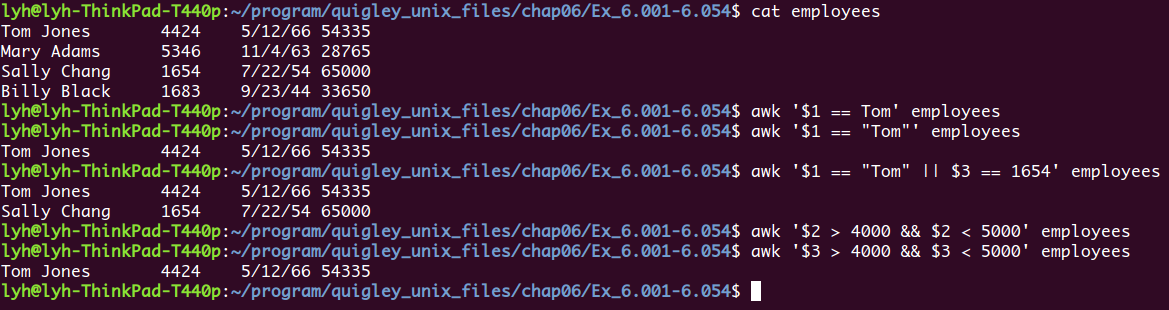 lyh@lyh-ThinkPad-T440p:~/program/quigley_unix_files/chap06/Ex_6.001-6.054$ cat employees
Tom Jones       4424    5/12/66 54335
Mary Adams      5346    11/4/63 28765
Sally Chang     1654    7/22/54 65000
Billy Black     1683    9/23/44 33650
lyh@lyh-ThinkPad-T440p:~/program/quigley_unix_files/chap06/Ex_6.001-6.054$ awk '$1 == Tom' employees
lyh@lyh-ThinkPad-T440p:~/program/quigley_unix_files/chap06/Ex_6.001-6.054$ awk '$1 == "Tom"' employees
Tom Jones       4424    5/12/66 54335
lyh@lyh-ThinkPad-T440p:~/program/quigley_unix_files/chap06/Ex_6.001-6.054$ awk '$1 == "Tom" || $3 == 1654' employees
Tom Jones       4424    5/12/66 54335
Sally Chang     1654    7/22/54 65000
lyh@lyh-ThinkPad-T440p:~/program/quigley_unix_files/chap06/Ex_6.001-6.054$ awk '$2 > 4000 && $2 < 5000' employees
lyh@lyh-ThinkPad-T440p:~/program/quigley_unix_files/chap06/Ex_6.001-6.054$ awk '$3 > 4000 && $3 < 5000' employees
Tom Jones       4424    5/12/66 54335
lyh@lyh-ThinkPad-T440p:~/program/quigley_unix_files/chap06/Ex_6.001-6.054$